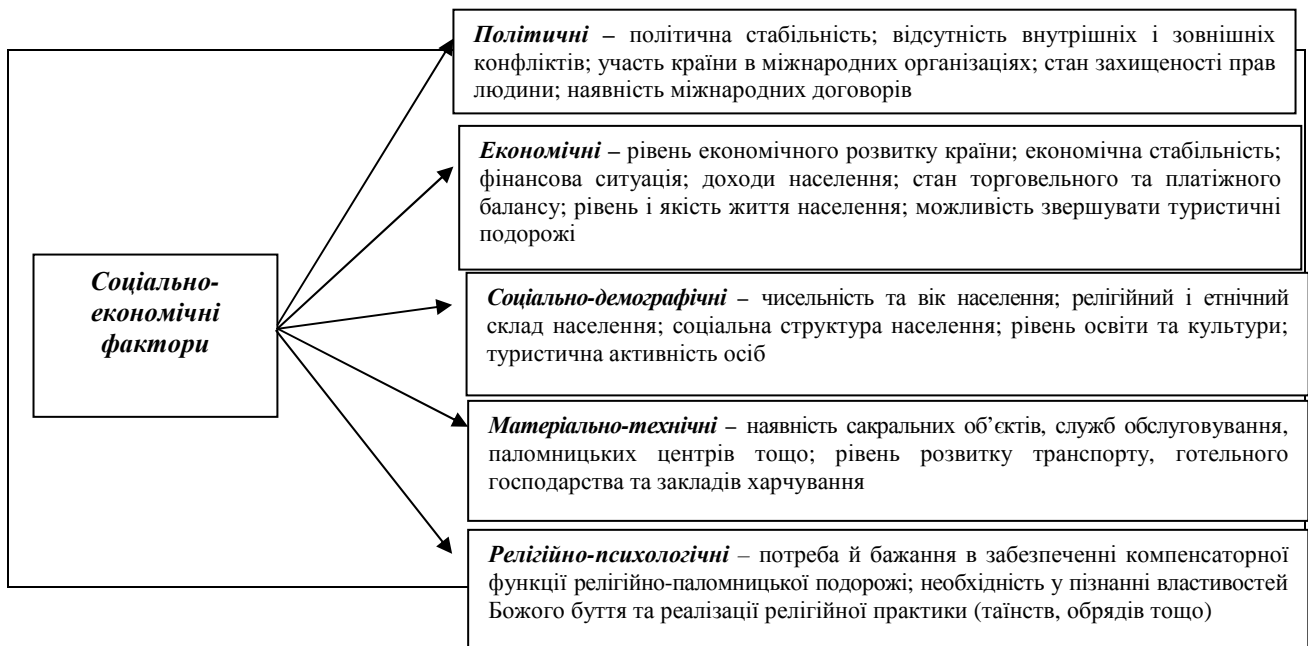 Політичні – політична стабільність; відсутність внутрішніх і зовнішніх
конфліктів; участь країни в міжнародних організаціях; стан захищеності прав
людини; наявність міжнародних договорів
Економічні – рівень економічного розвитку країни; економічна стабільність;
фінансова ситуація; доходи населення; стан торговельного та платіжного
балансу; рівень і якість життя населення; можливість звершувати туристичні
подорожі
Соціально-
економічні
фактори
Соціально-демографічні – чисельність та вік населення; релігійний і етнічний
склад населення; соціальна структура населення; рівень освіти та культури;
туристична активність осіб
Матеріально-технічні – наявність сакральних об’єктів, служб обслуговування,
паломницьких центрів тощо; рівень розвитку транспорту, готельного
господарства та закладів харчування
Релігійно-психологічні – потреба й бажання в забезпеченні компенсаторної
функції релігійно-паломницької подорожі; необхідність у пізнанні властивостей
Божого буття та реалізації релігійної практики (таїнств, обрядів тощо)